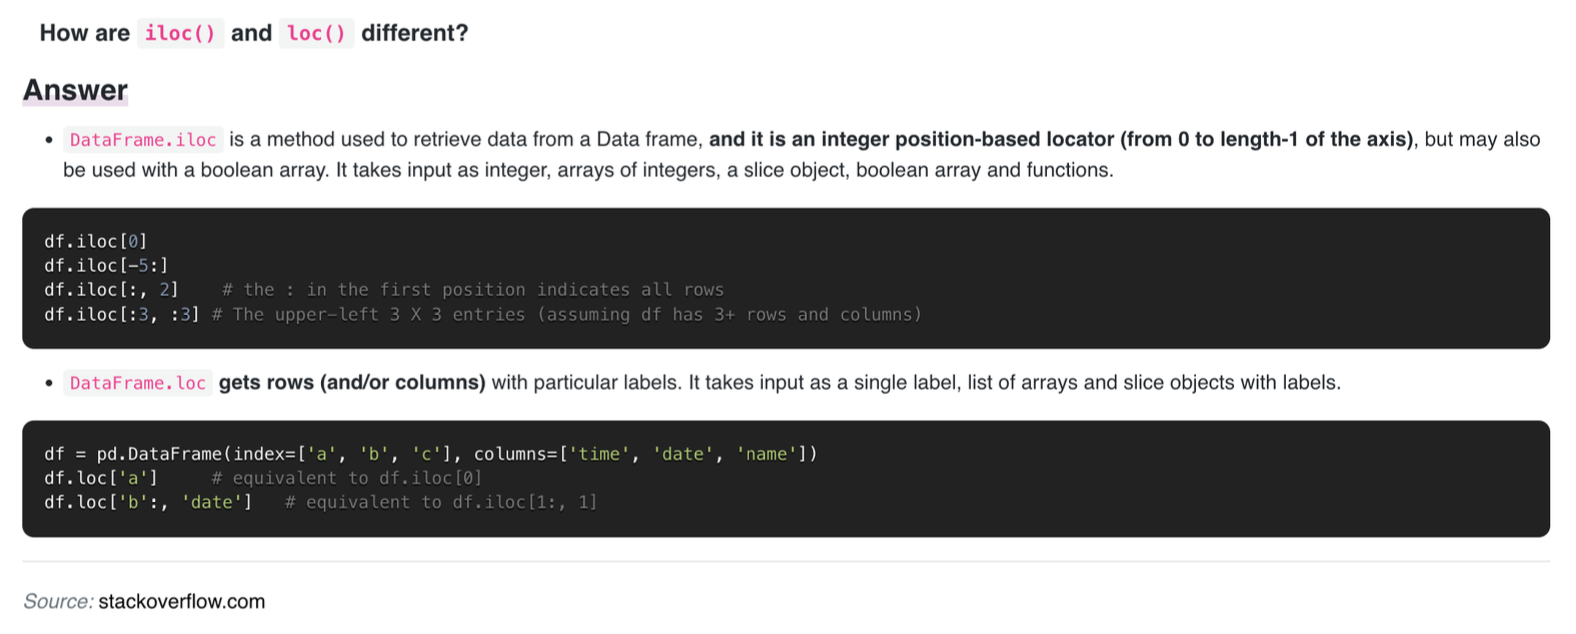 How are iloc() and loc() different?
Answer
• DataFrame.iloc is a method used to retrieve data from a Data frame, and it is an integer position-based locator (from 0 to length-1 of the axis), but may also
be used with a boolean array. It takes input as integer, arrays of integers, a slice object, boolean array and functions.
df.iloc[0]
df.iloc[-5:]
df.iloc[:, 2]    # the : in the first position indicates all rows
df.iloc[:3, :3] # The upper-left 3 X 3 entries (assuming df has 3+ rows and columns)
• DataFrame.loc gets rows (and/or columns) with particular labels. It takes input as a single label, list of arrays and slice objects with labels.
df = pd.DataFrame(index=['a', 'b', 'c'], columns=['time', 'date', 'name'])
df.loc['a']     # equivalent to df.iloc[0]
df.loc['b':, 'date']   # equivalent to df.iloc[1:, 1]
Source: stackoverflow.com